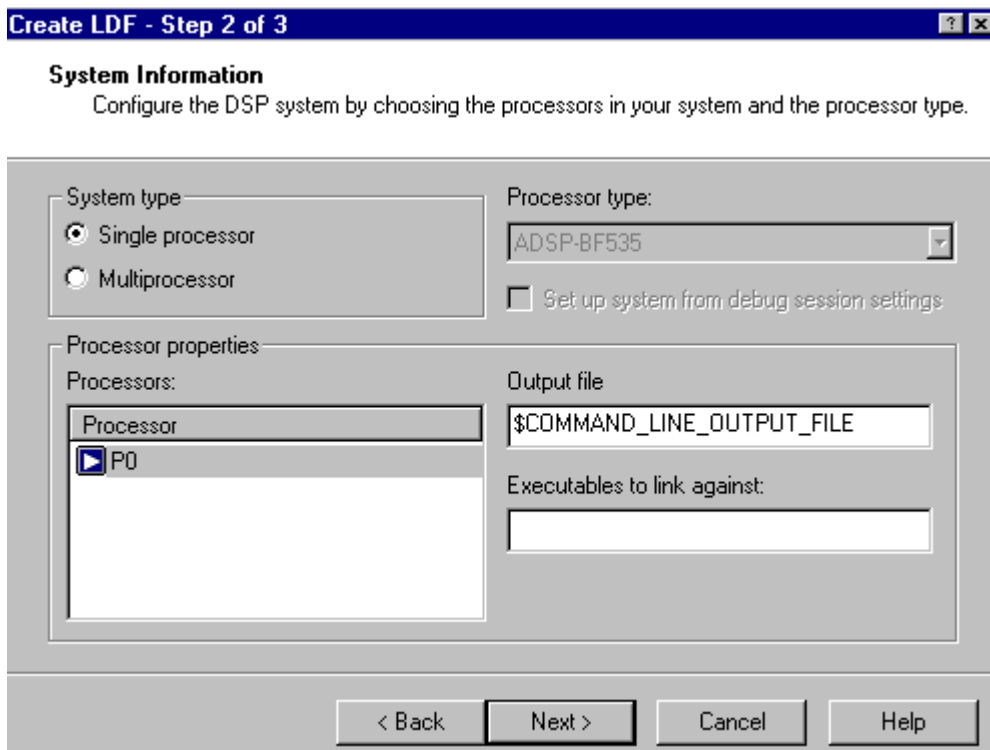 Create LDF - Step 2 of 3
System Information
Configure the DSP system by choosing the processors in your system and the processor type.
System type
Single processor
Multiprocessor
Processor type:
ADSP-BF535
Set up system from debug session settings
Processor properties
Processors:
Processor
P0
Output file
$COMMAND_LINE_OUTPUT_FILE
Executables to link against:
< Back
Next >
Cancel
Help